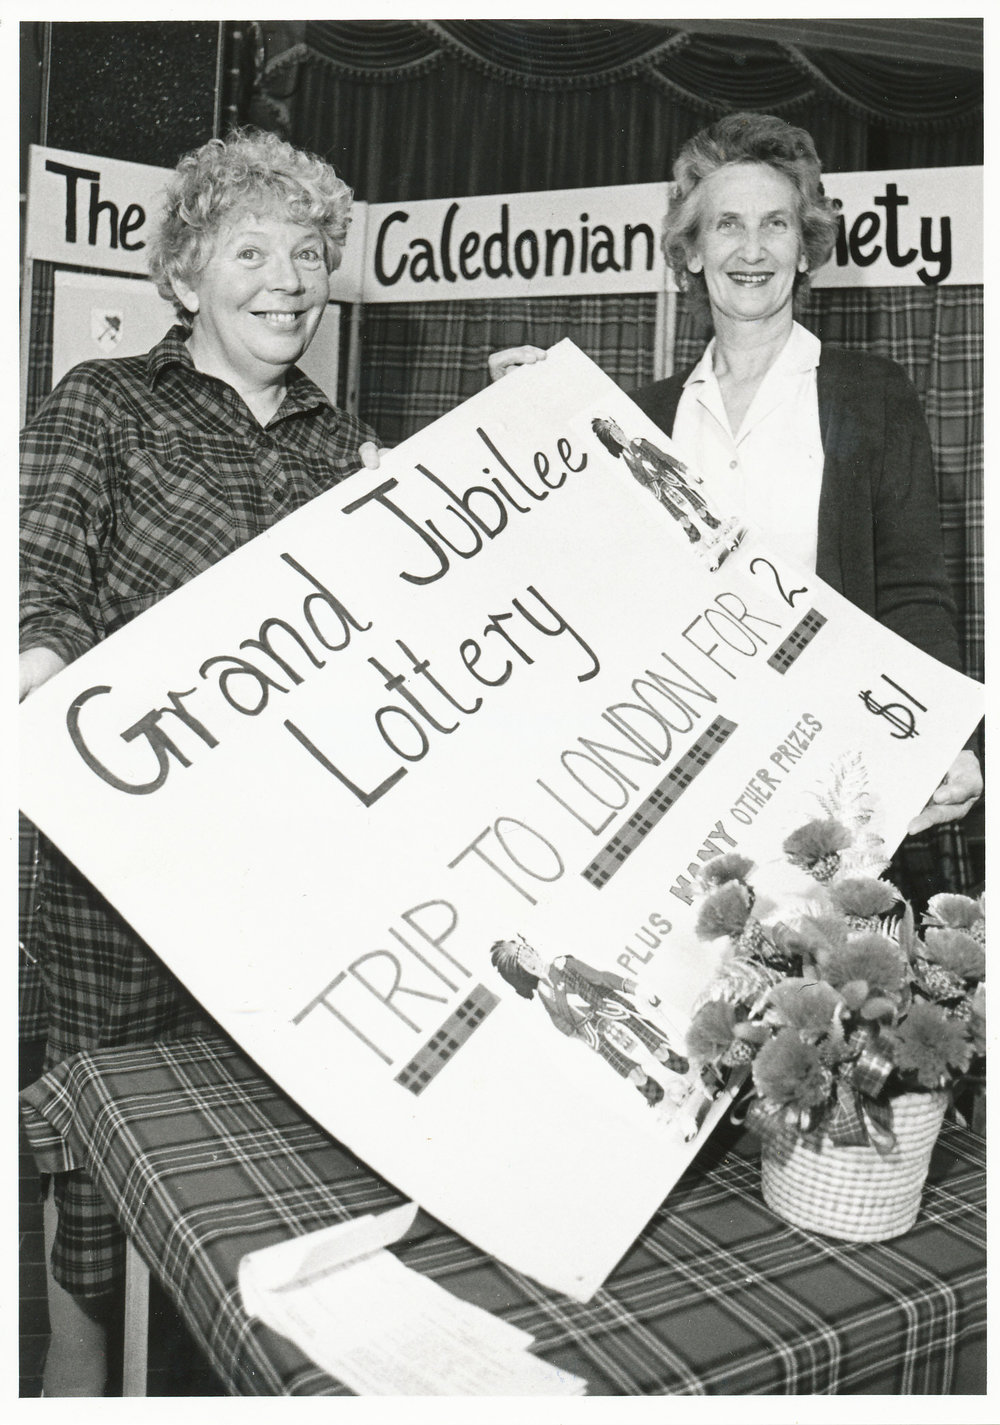 The Caledonian iety
Grand Jubilee
Lottery
TRIP TO LONDON FOR 2
PLUS MANY OTHER PRIZES
$1